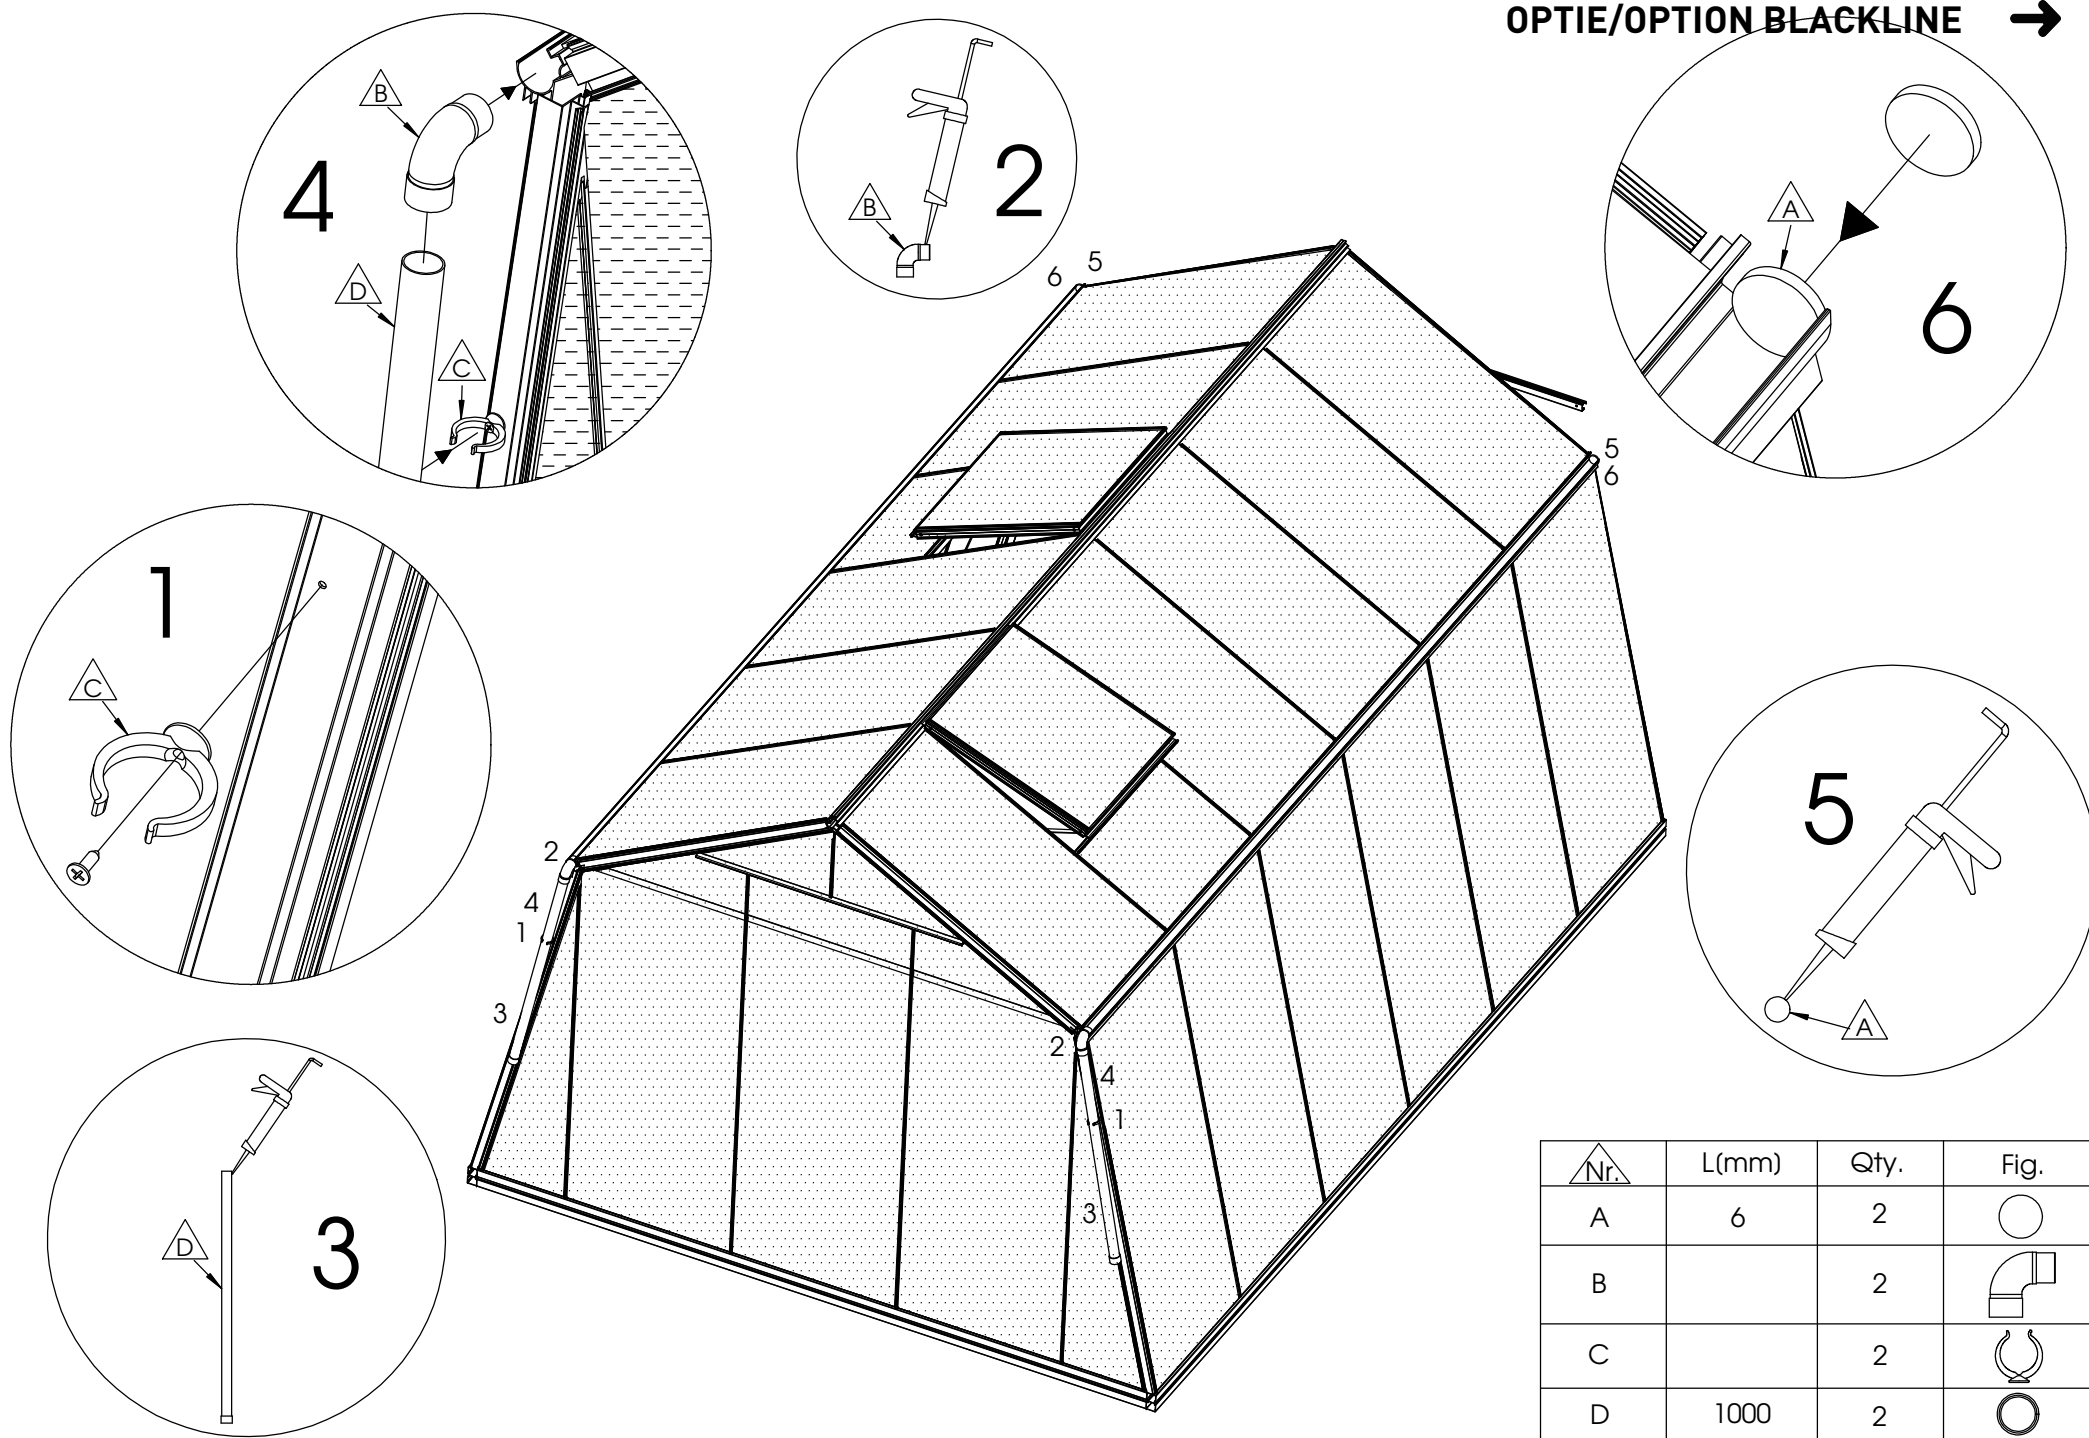 OPTIE/OPTION BLACKLINE →
B
4
D
C
2
B
A
6
6 5
5
6
1
C
5
A
2
4
1
3
2
4
1
3
D
3
Nr. L(mm) Qty. Fig.
A 6 2
B 2
C 2
D 1000 2